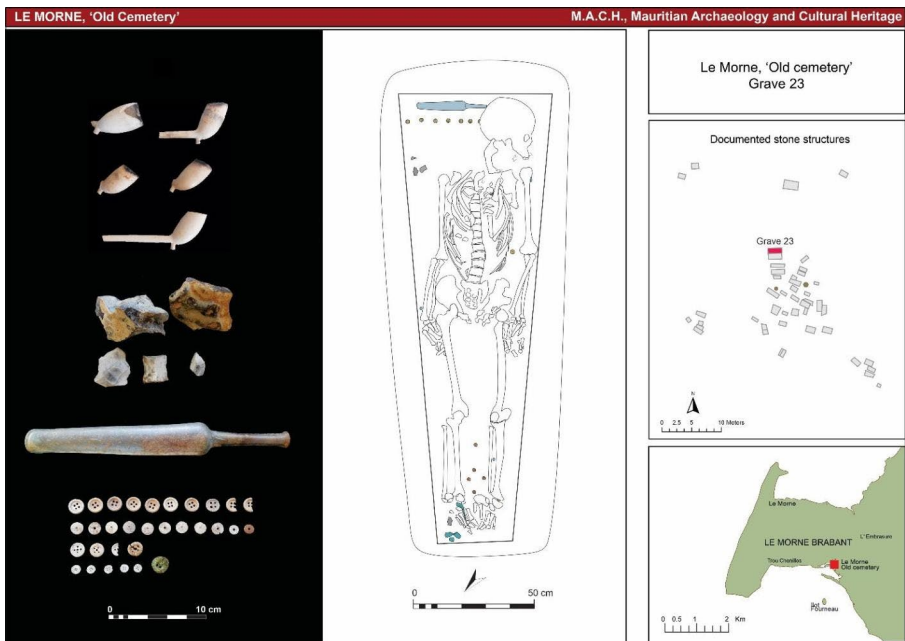 LE MORNE, ‘Old Cemetery’
M.A.C.H., Mauritian Archaeology and Cultural Heritage
0
10 cm
0
50 cm
Le Morne, ‘Old cemetery’
Grave 23
Documented stone structures
Grave 23
N
0 2.5 5 10 Meters
Le Morne
L' Embrasure
LE MORNE BRABANT
Trou Chenilles
Le Morne
Old cemetery
Ilot
Fourneau
0 0.5 1 2 Km